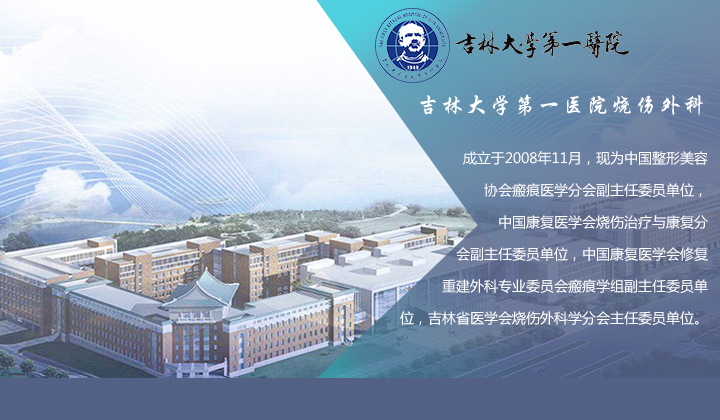 吉林大学第一醫院
1949
吉林大学第一医院烧伤外科
成立于2008年11月，现为中国整形美容
协会瘢痕医学分会副主任委员单位，
中国康复医学会烧伤治疗与康复分
会副主任委员单位，中国康复医学会修复
重建外科专业委员会瘢痕学组副主任委员单
位，吉林省医学会烧伤外科学分会主任委员单位。